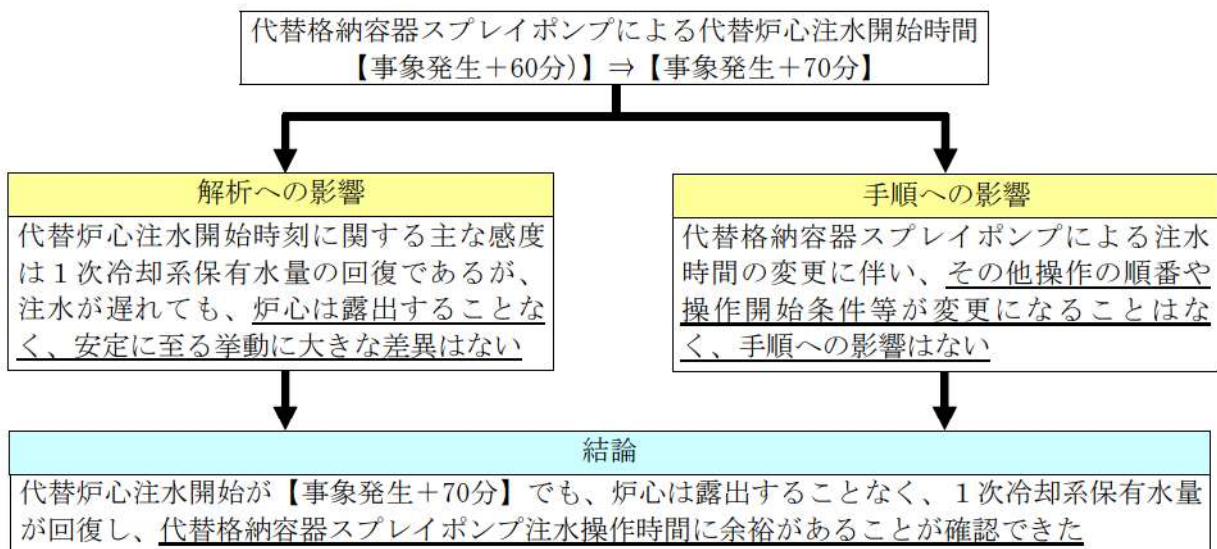 代替格納容器スプレイポンプによる代替炉心注水開始時間
【事象発生＋60分)】⇒【事象発生＋70分】
解析への影響
代替炉心注水開始時刻に関する主な感度
は１次冷却系保有水量の回復であるが、
注水が遅れても、炉心は露出することな
く、安定に至る挙動に大きな差異はない
手順への影響
代替格納容器スプレイポンプによる注水
時間の変更に伴い、その他操作の順番や
操作開始条件等が変更になることはな
く、手順への影響はない
結論
代替炉心注水開始が【事象発生＋70分】でも、炉心は露出することなく、１次冷却系保有水量
が回復し、代替格納容器スプレイポンプ注水操作時間に余裕があることが確認できた